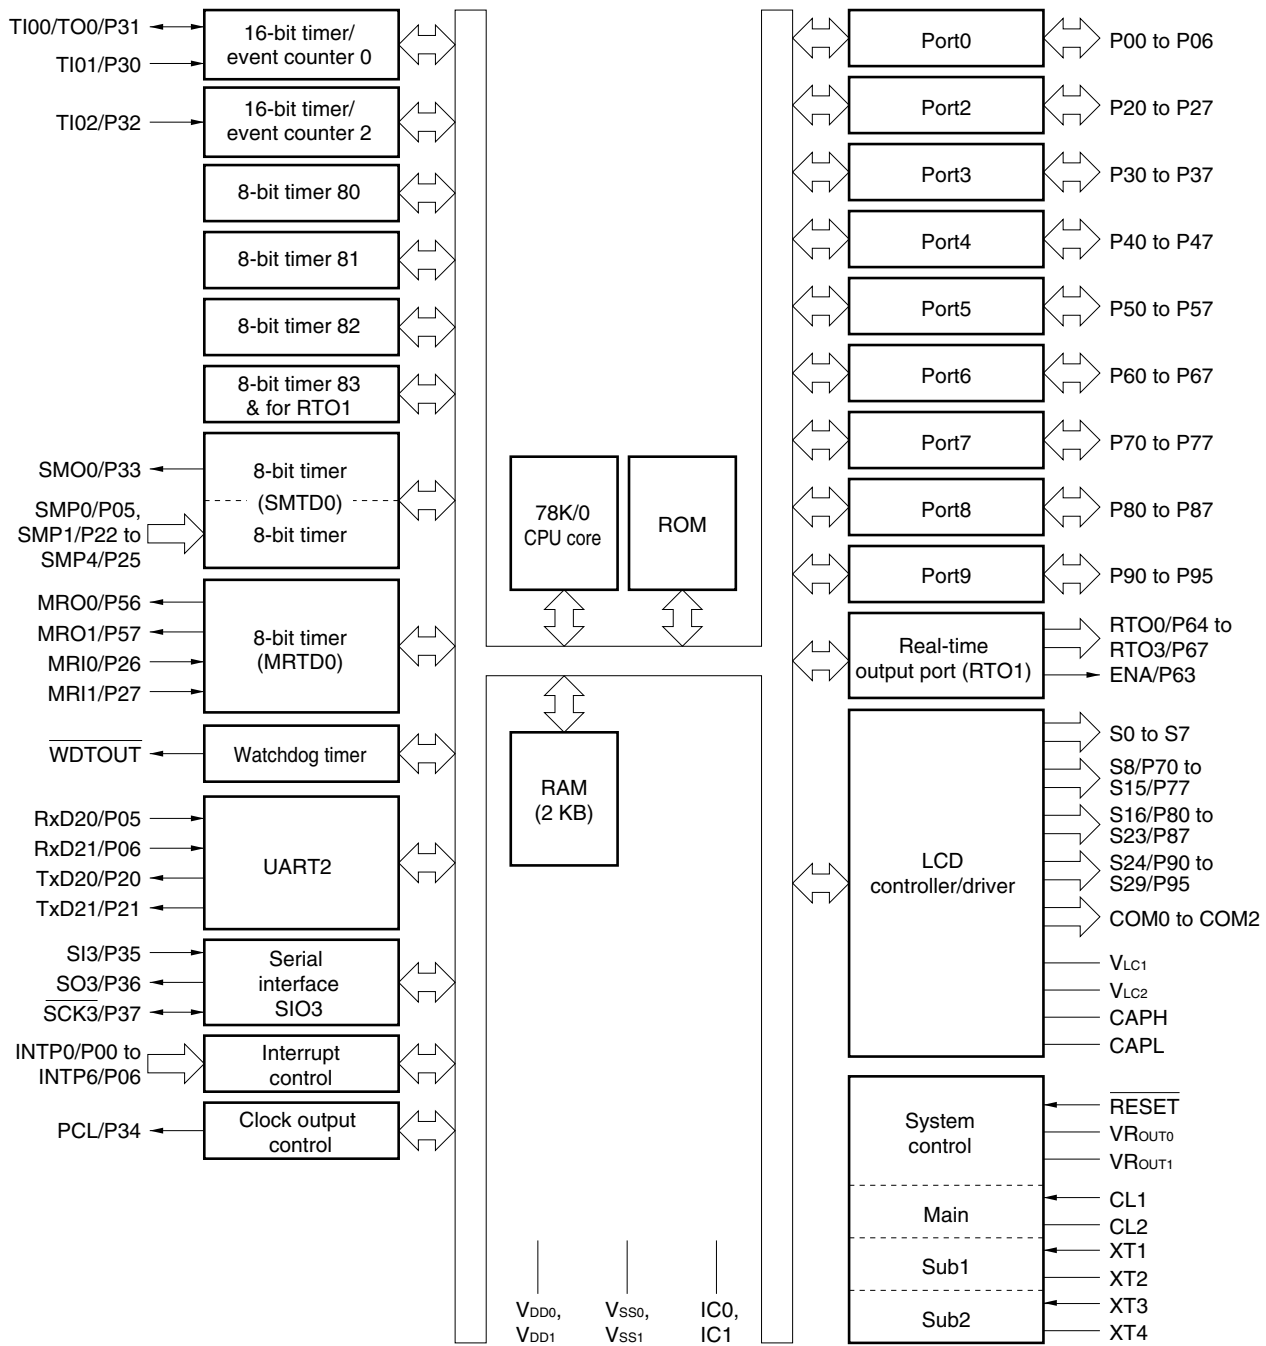 TI00/TO0/P31
TI01/P30
16-bit timer/
event counter 0
TI02/P32
16-bit timer/
event counter 2
8-bit timer 80
8-bit timer 81
8-bit timer 82
8-bit timer 83
& for RTO1
SMO0/P33
SMP0/P05,
SMP1/P22 to
SMP4/P25
8-bit timer
(SMTD0)
8-bit timer
MRO0/P56
MRO1/P57
MRI0/P26
MRI1/P27
8-bit timer
(MRTD0)
WDTOUT
Watchdog timer
RxD20/P05
RxD21/P06
TxD20/P20
TxD21/P21
UART2
SI3/P35
SO3/P36
SCK3/P37
Serial
interface
SIO3
INTP0/P00 to
INTP6/P06
Interrupt
control
PCL/P34
Clock output
control
78K/0
CPU core
ROM
RAM
(2 KB)
VDD0,
VDD1
VSS0,
VSS1
IC0,
IC1
Port0
P00 to P06
Port2
P20 to P27
Port3
P30 to P37
Port4
P40 to P47
Port5
P50 to P57
Port6
P60 to P67
Port7
P70 to P77
Port8
P80 to P87
Port9
P90 to P95
Real-time
output port (RTO1)
RTO0/P64 to
RTO3/P67
ENA/P63
LCD
controller/driver
S0 to S7
S8/P70 to
S15/P77
S16/P80 to
S23/P87
S24/P90 to
S29/P95
COM0 to COM2
VLC1
VLC2
CAPH
CAPL
System
control
RESET
VROUT0
VROUT1
Main
CL1
CL2
Sub1
XT1
XT2
Sub2
XT3
XT4